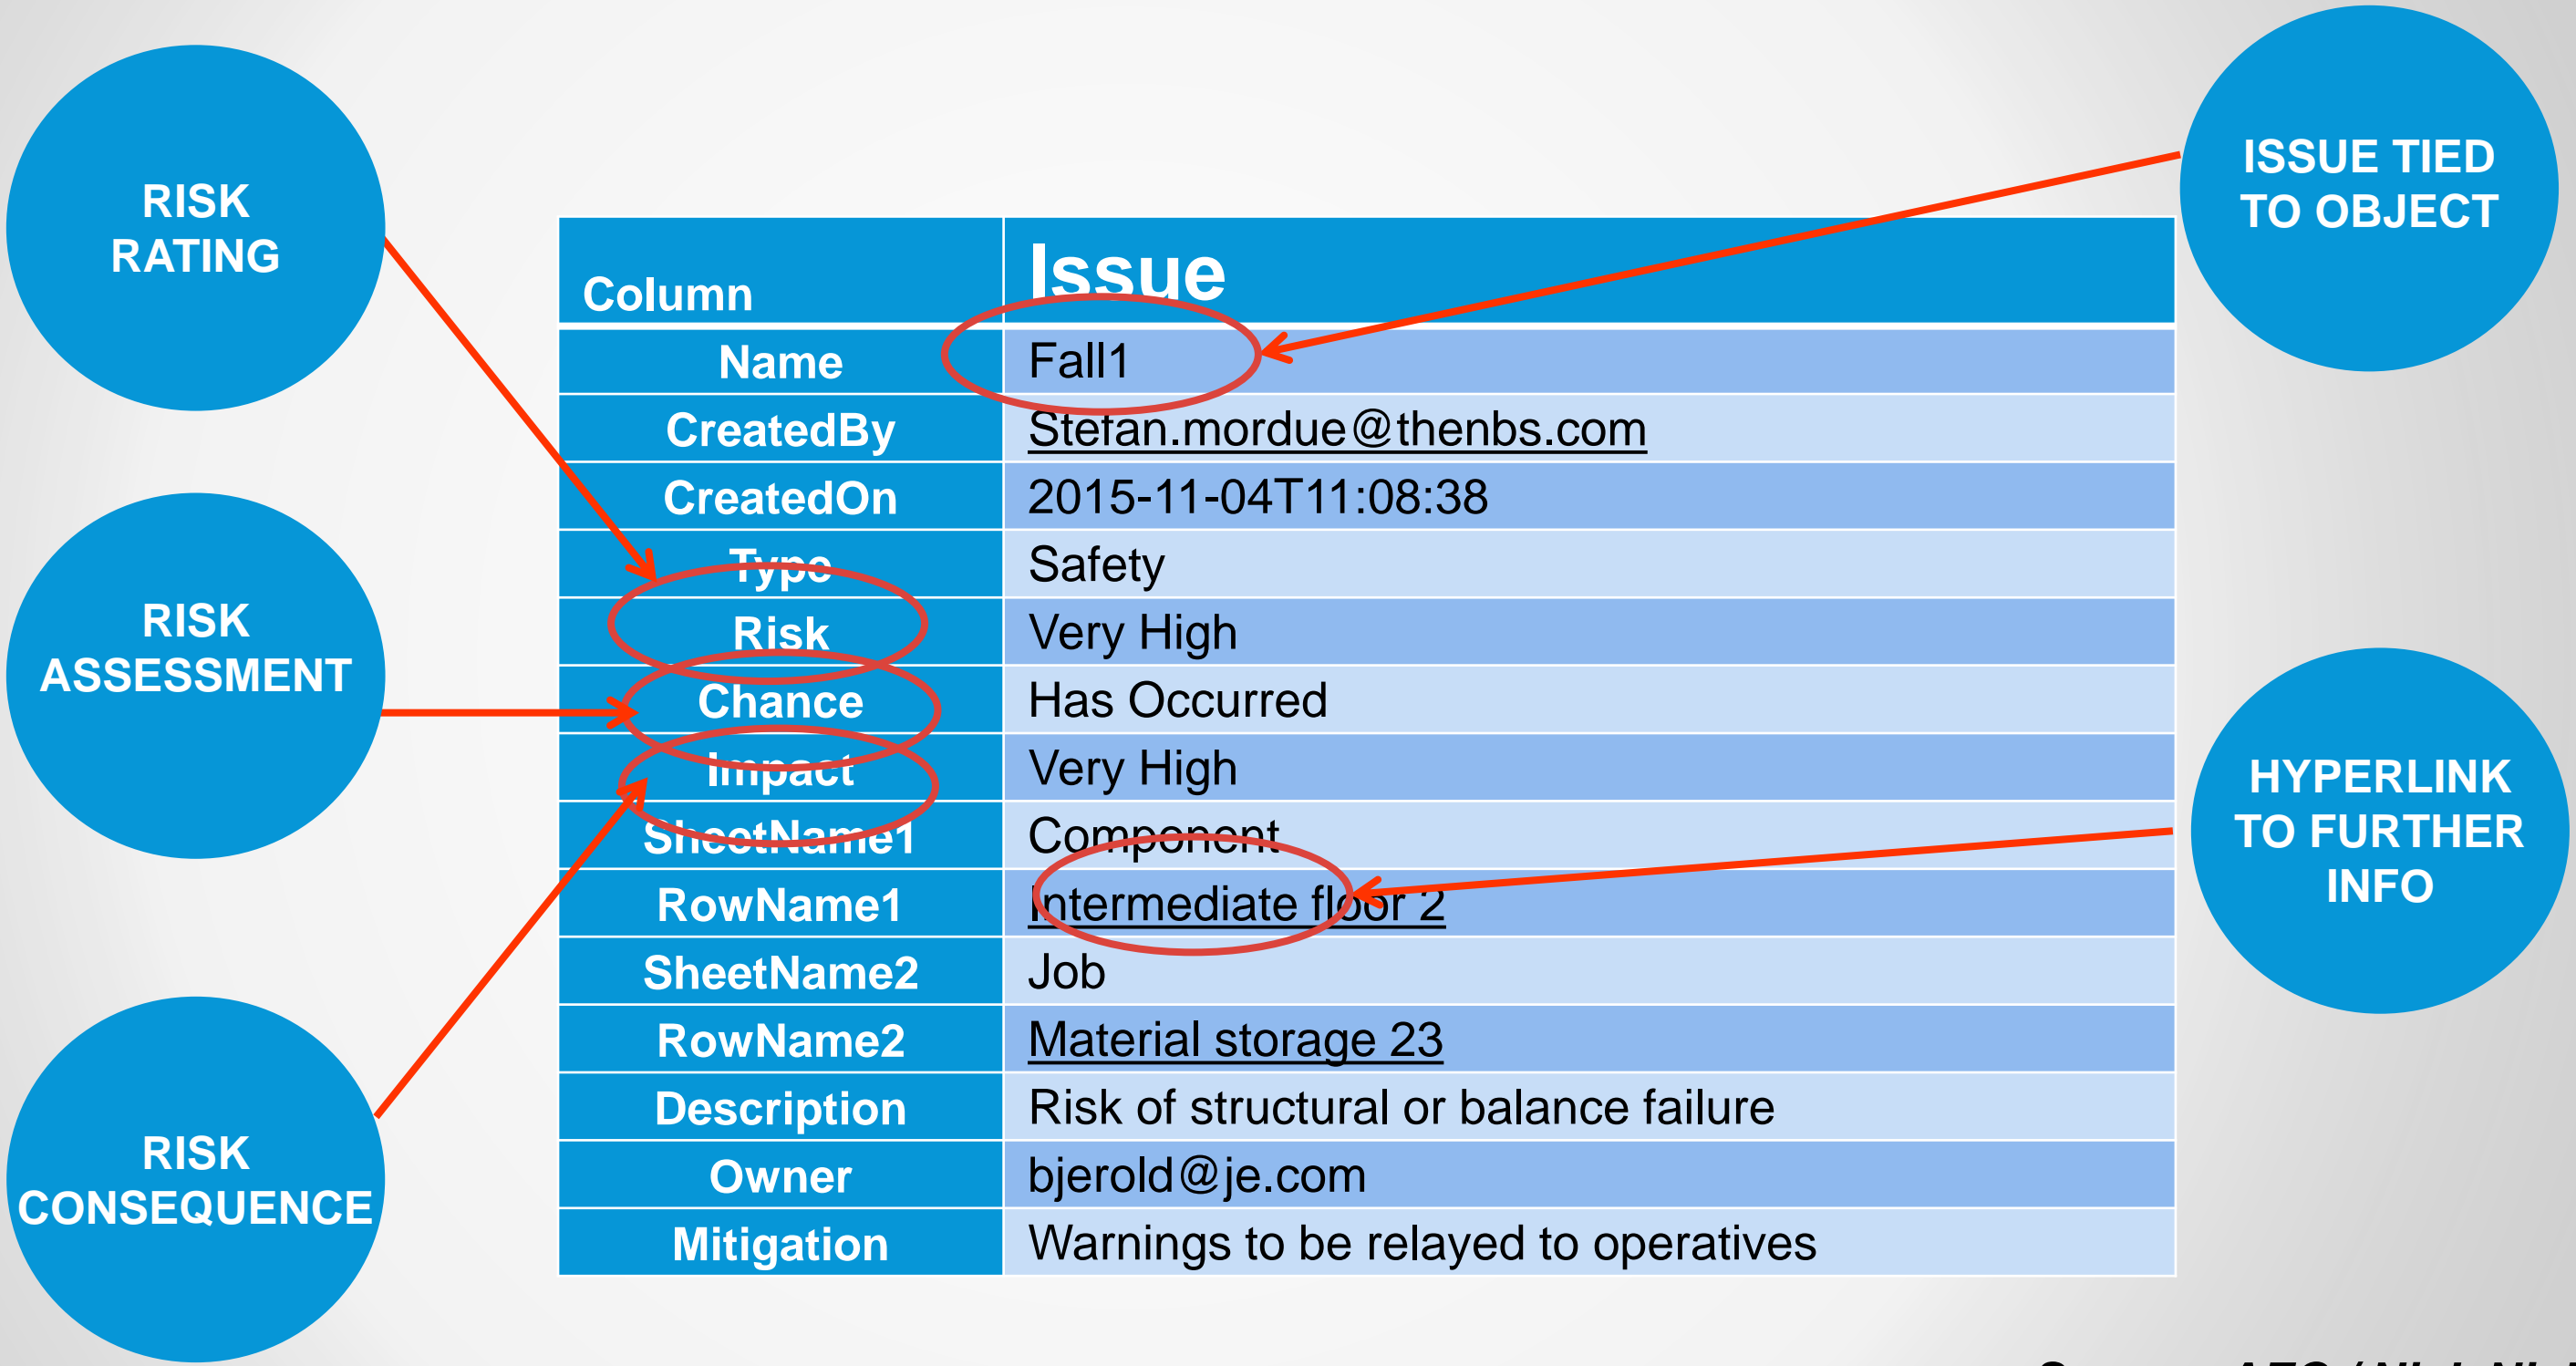 RISK
RATING
RISK
ASSESSMENT
RISK
CONSEQUENCE
Column Issue
Name Fall1
CreatedBy Stefan.mordue@thenbs.com
CreatedOn 2015-11-04T11:08:38
Type Safety
Risk Very High
Chance Has Occurred
Impact Very High
SheetName1 Component
RowName1 Intermediate floor 2
SheetName2 Job
RowName2 Material storage 23
Description Risk of structural or balance failure
Owner bjerold@je.com
Mitigation Warnings to be relayed to operatives
ISSUE TIED
TO OBJECT
HYPERLINK
TO FURTHER
INFO